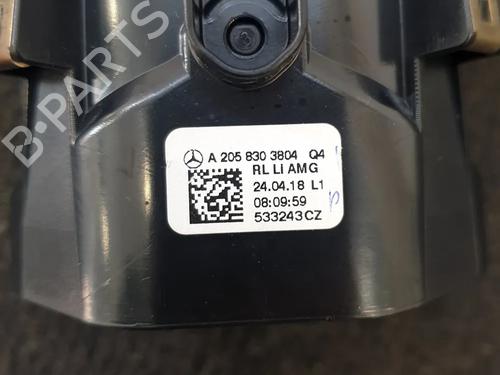 A 205 830 3804 Q4
RL Li AMG
24.04.18 L1
08:09:59
533243CZ
B-PARTS